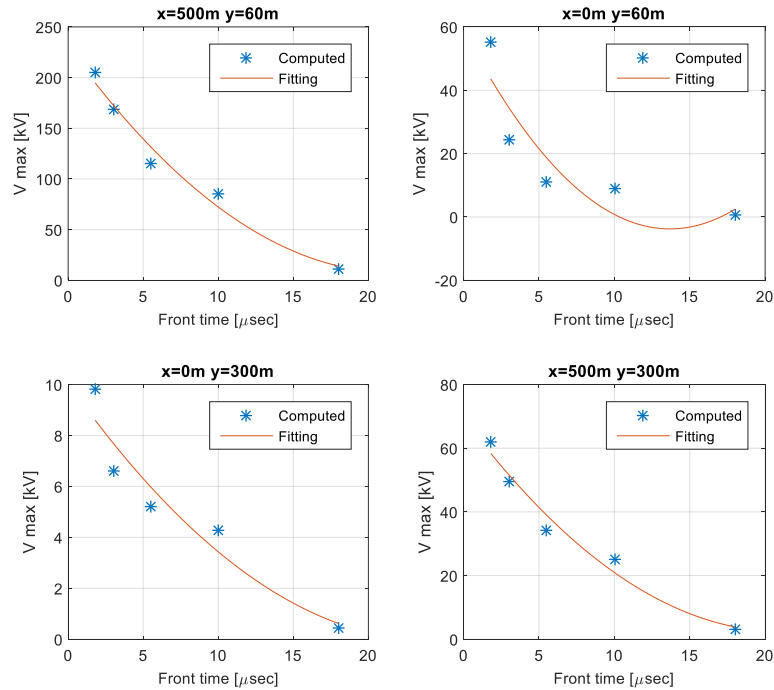 x=500m y=60m
V max [kV]
250
200
150
100
50
0
0 5 10 15 20
Front time [μsec]
Computed
Fitting
x=0m y=60m
V max [kV]
60
40
20
0
-20
0 5 10 15 20
Front time [μsec]
Computed
Fitting
x=0m y=300m
V max [kV]
10
8
6
4
2
0
0 5 10 15 20
Front time [μsec]
Computed
Fitting
x=500m y=300m
V max [kV]
80
60
40
20
0
0 5 10 15 20
Front time [μsec]
Computed
Fitting